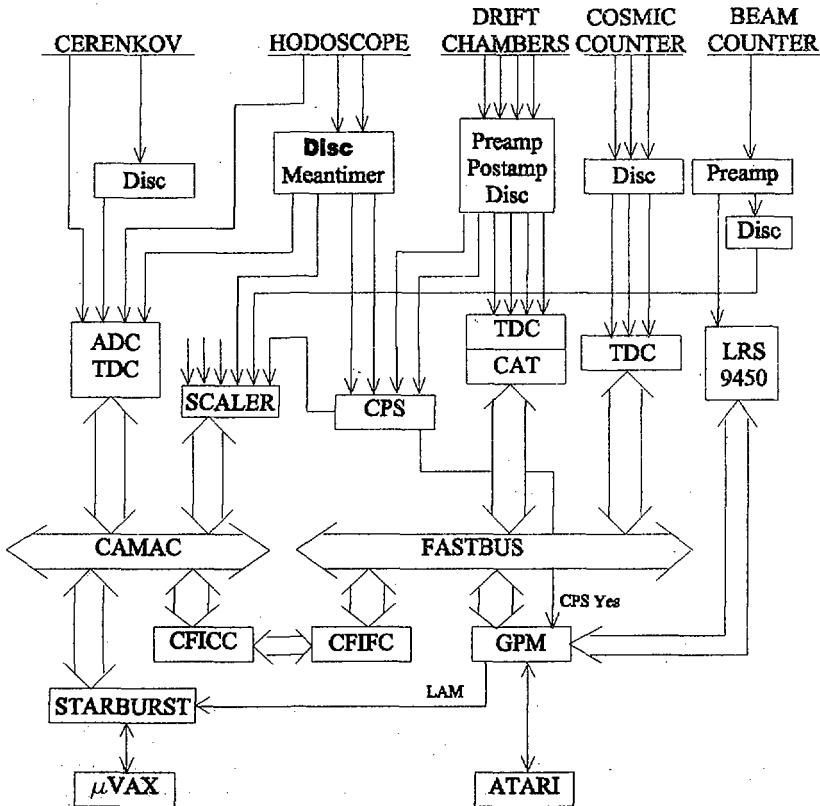 CERENKOV
HODOSCOPE
DRIFT
CHAMBERS
COSMIC
COUNTER
BEAM
COUNTER
Disc
Disc
Meantimer
Preamp
Postamp
Disc
Disc
Preamp
Disc
ADC
TDC
SCALER
CPS
TDC
CAT
TDC
LRS
9450
CAMAC
FASTBUS
CPS Yes
CFICC
CFIFC
GPM
LAM
STARBURST
μVAX
ATARI